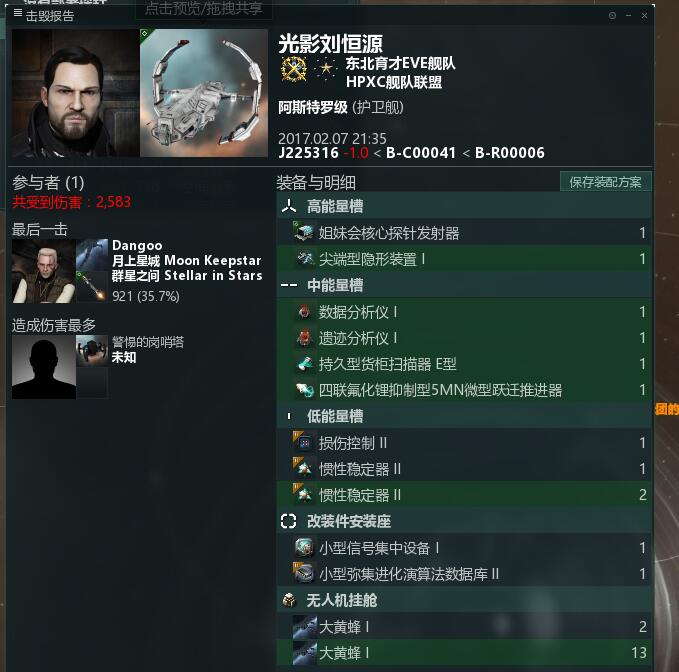 点击预览/拖拽共享
击毁报告
光影刘恒源
东北育才EVE舰队
HPXC舰队联盟
阿斯特罗级 (护卫舰)
2017.02.07 21:35
J225316 -1.0 < B-C00041 < B-R00006
参与者 (1)
共受到伤害：2,583
最后一击
Dangoo
月上星城 Moon Keepstar
群星之间 Stellar in Stars
921 (35.7%)
造成伤害最多
警惕的岗哨塔
未知
装备与明细
保存装配方案
高能量槽
姐妹会核心探针发射器 1
尖端型隐形装置 I 1
中能量槽
数据分析仪 I 1
遗迹分析仪 I 1
持久型货柜扫描器 E型 1
四联氟化锂抑制型5MN微型跃迁推进器 1
低能量槽
损伤控制 II 1
惯性稳定器 II 1
惯性稳定器 II 2
改装件安装座
小型信号集中设备 I 1
小型弥集进化演算法数据库 II 1
无人机挂舱
大黄蜂 I 2
大黄蜂 I 13
团的